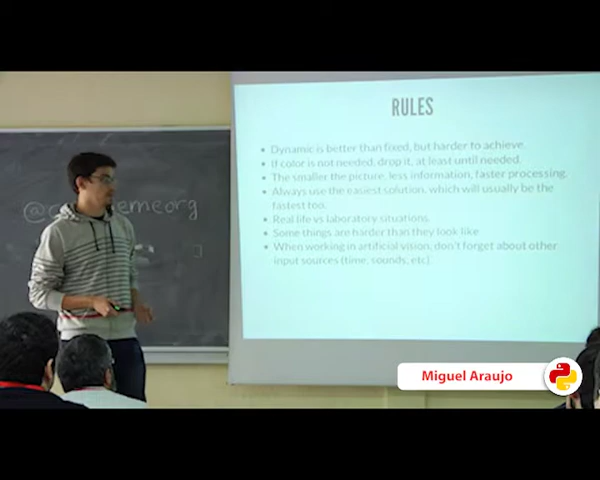 RULES
Dynamic is better than fixed, but harder to achieve.
If color is not needed, drop it, at least until needed.
The smaller the picture, less information, faster processing.
Always use the easiest solution, which will usually be the
fastest too.
Real life vs laboratory situations.
Some things are harder than they look like.
When working in artificial vision, don't forget about other
input sources (time, sounds, etc)
Miguel Araujo